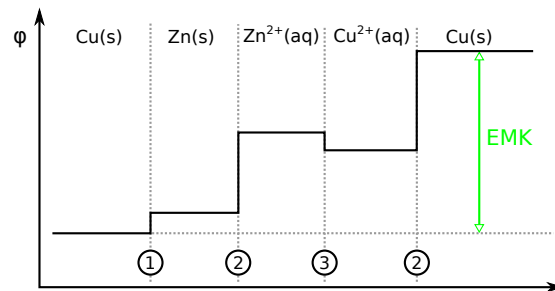 φ Cu(s) Zn(s) Zn²⁺(aq) Cu²⁺(aq) Cu(s)
EMK
1 2 3 2